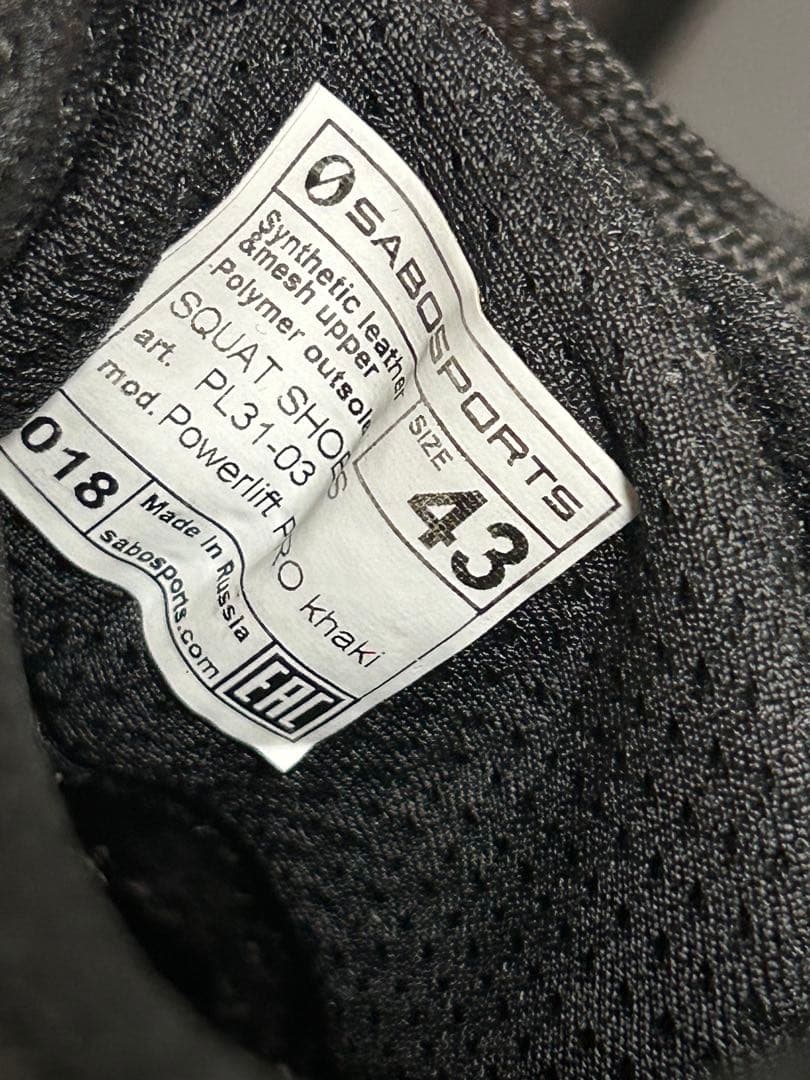 SABOSPORTS
Synthetic leather
&mesh upper
Polymer outsole
SIZE
43
SQUAT SHOES
art. PL31-03
mod. Powerlift PRO khaki
018
Made In Russia
sabosports.com
EAC